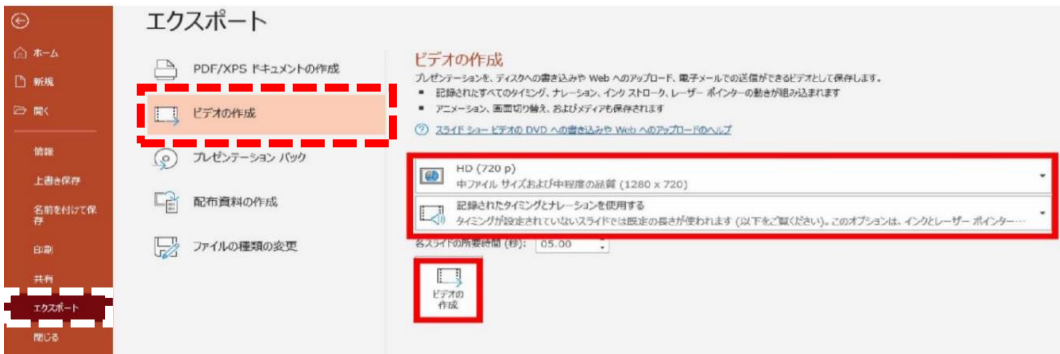 エクスポート
ホーム
新規
開く
情報
上書き保存
名前を付けて保
存
印刷
共有
エクスポート
閉じる
PDF/XPS ドキュメントの作成
ビデオの作成
プレゼンテーション パック
配布資料の作成
ファイルの種類の変更
ビデオの作成
プレゼンテーションを、ディスクへの書き込みや Web へのアップロード、電子メールでの送信ができるビデオとして保存します。
▪ 記録されたすべてのタイミング、ナレーション、インク ストローク、レーザー ポインターの動きが組み込まれます
▪ アニメーション、画面切り替え、およびメディアも保存されます
スライド ショー ビデオの DVD への書き込みや Web へのアップロードのヘルプ
HD (720 p)
中ファイル サイズおよび中程度の品質 (1280 x 720)
記録されたタイミングとナレーションを使用する
タイミングが設定されていないスライドでは既定の長さが使われます (以下をご覧ください)。このオプションは、インクとレーザー ポインター…
各スライドの所要時間 (秒): 05.00
ビデオの
作成